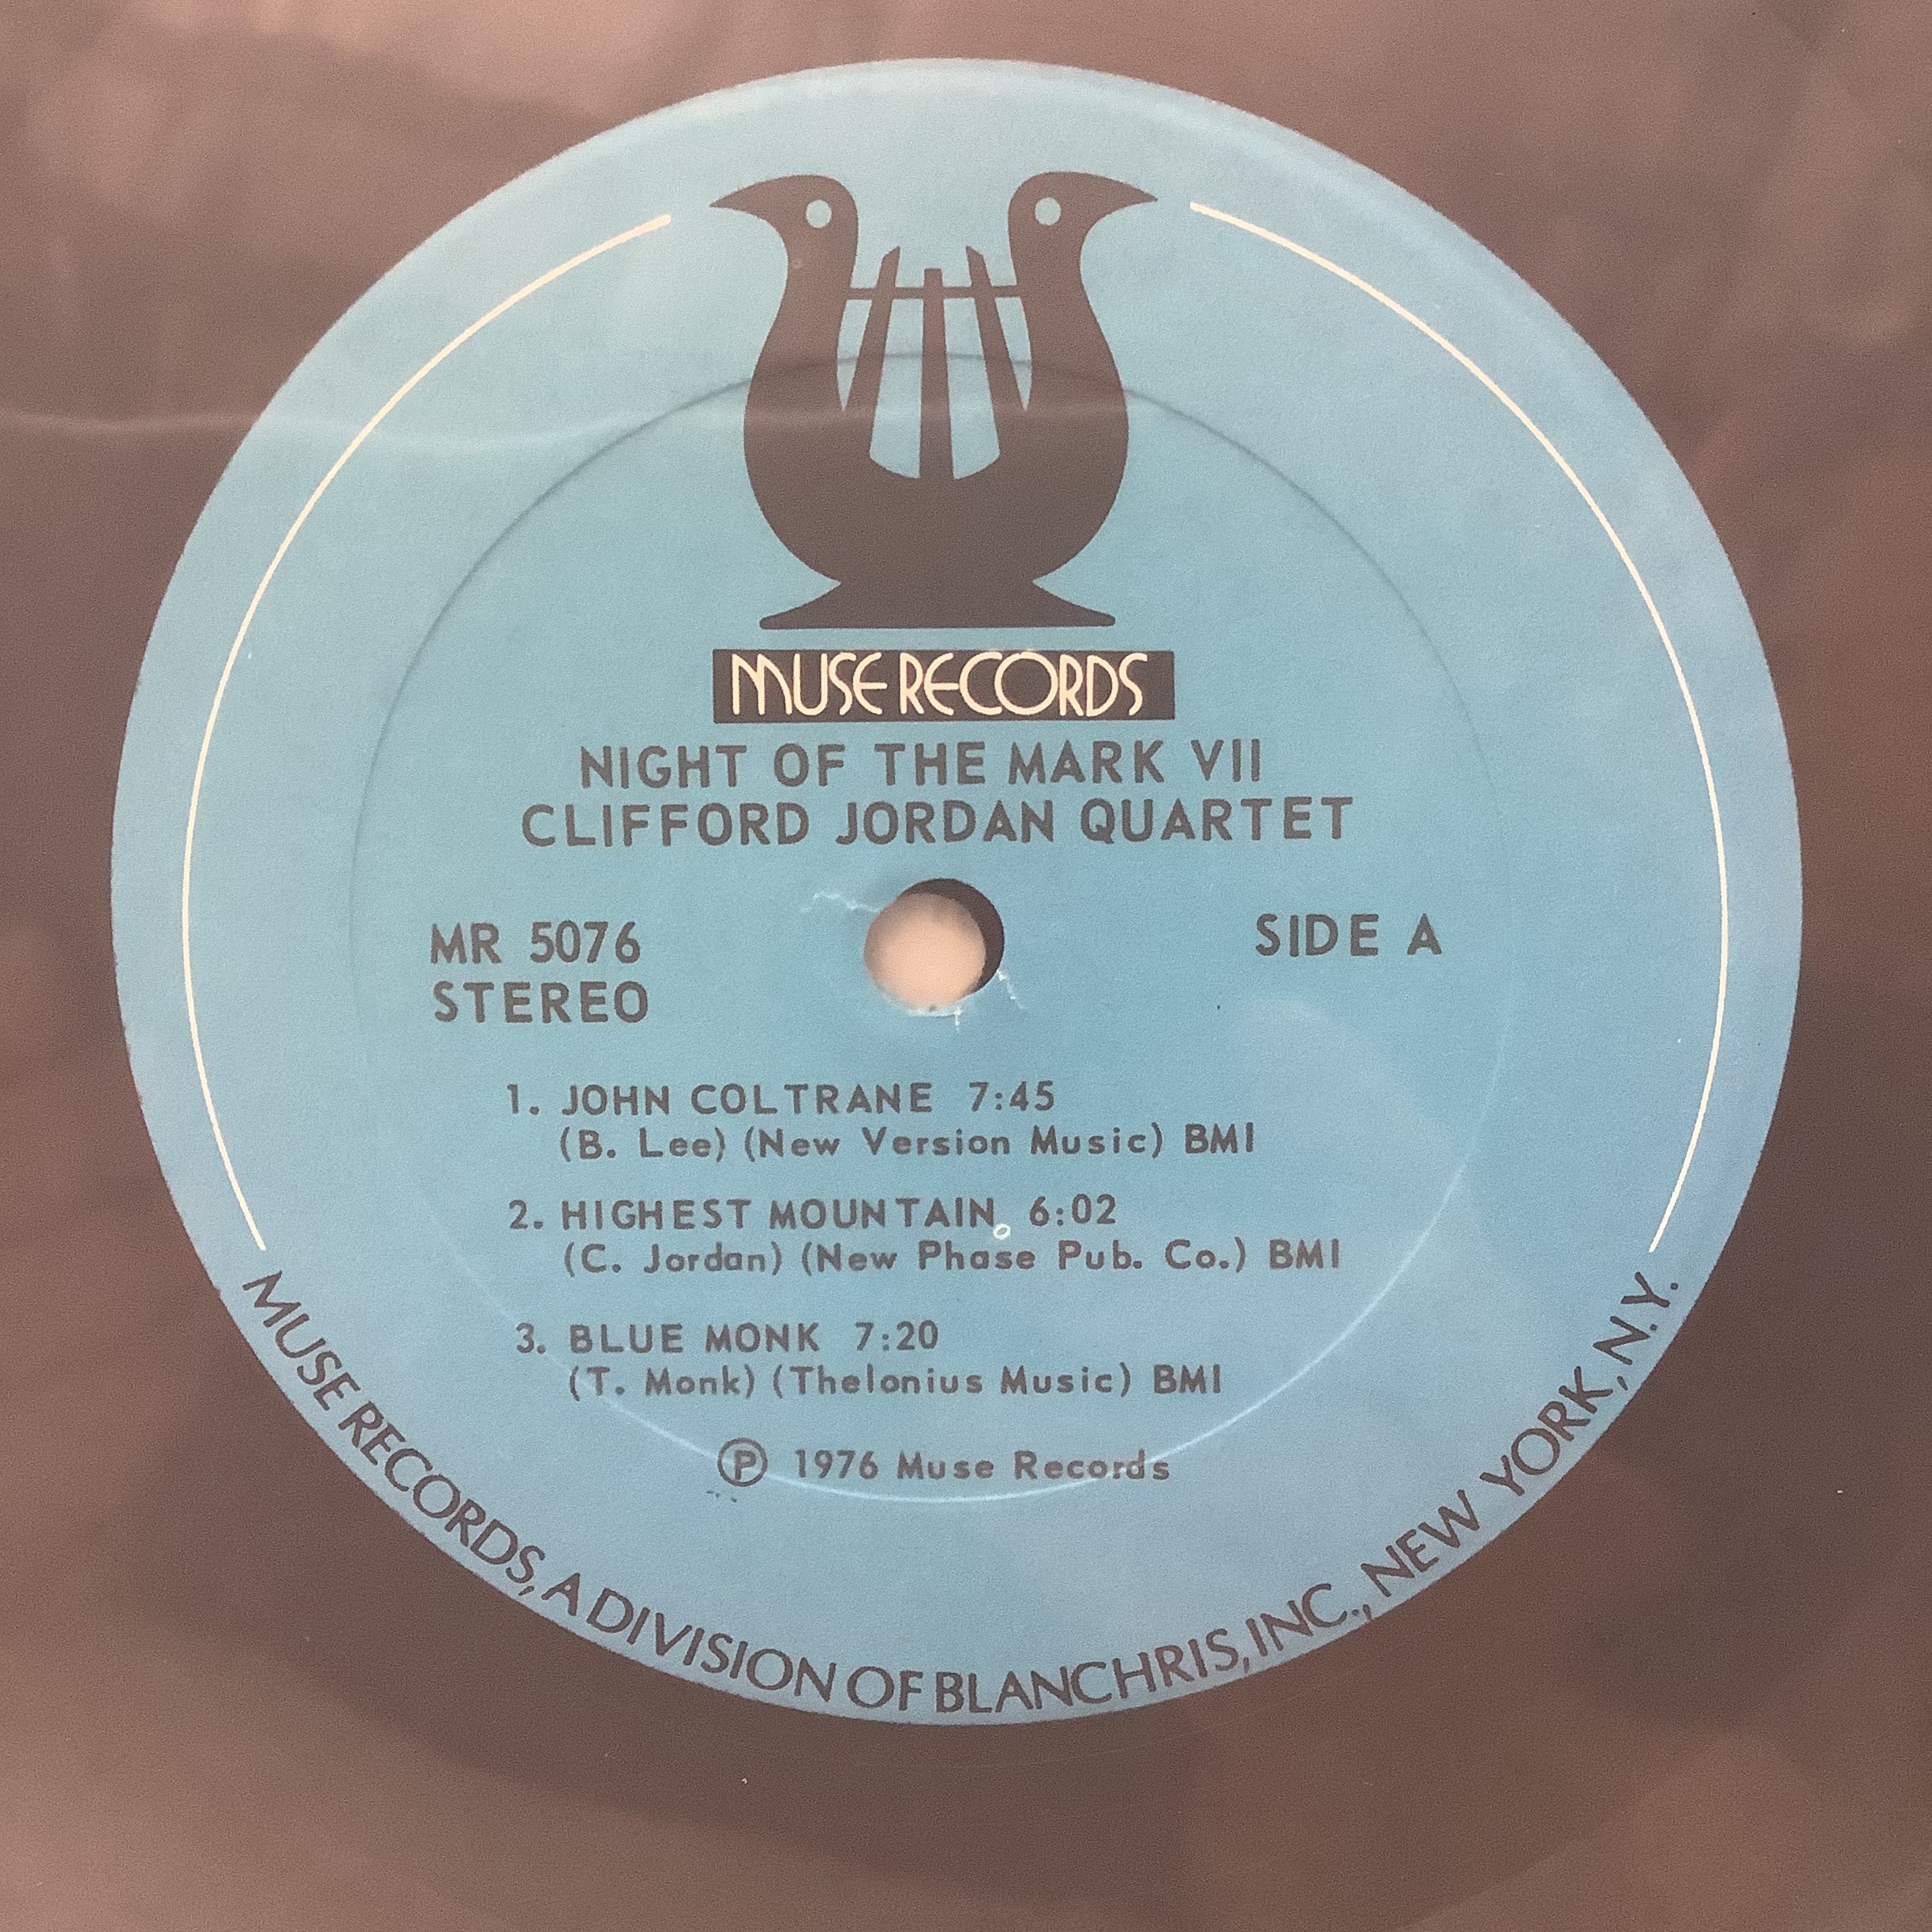 MUSE RECORDS
NIGHT OF THE MARK VII
CLIFFORD JORDAN QUARTET
MR 5076
STEREO
SIDE A
1. JOHN COLTRANE 7:45
(B. Lee) (New Version Music) BMI
2. HIGHEST MOUNTAIN 6:02
(C. Jordan) (New Phase Pub. Co.) BMI
3. BLUE MONK 7:20
(T. Monk) (Thelonius Music) BMI
Ⓟ 1976 Muse Records
MUSE RECORDS, A DIVISION OF BLANCHRIS, INC., NEW YORK, N.Y.